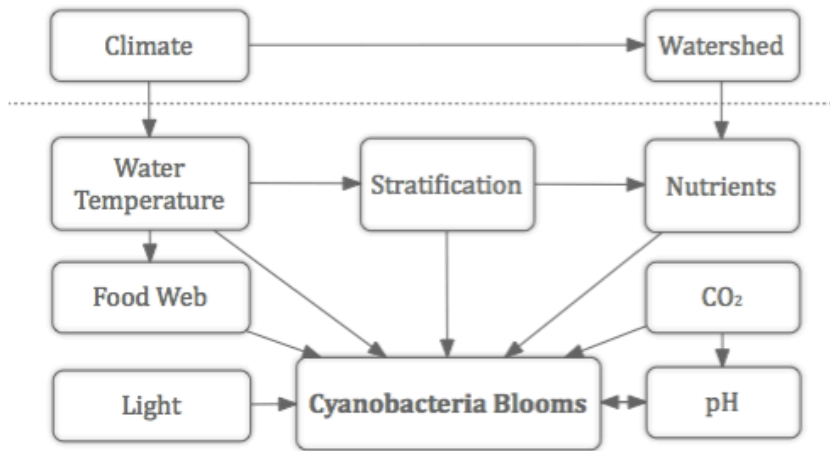 Climate
Watershed
Water
Temperature
Stratification
Nutrients
Food Web
CO₂
Light
Cyanobacteria Blooms
pH